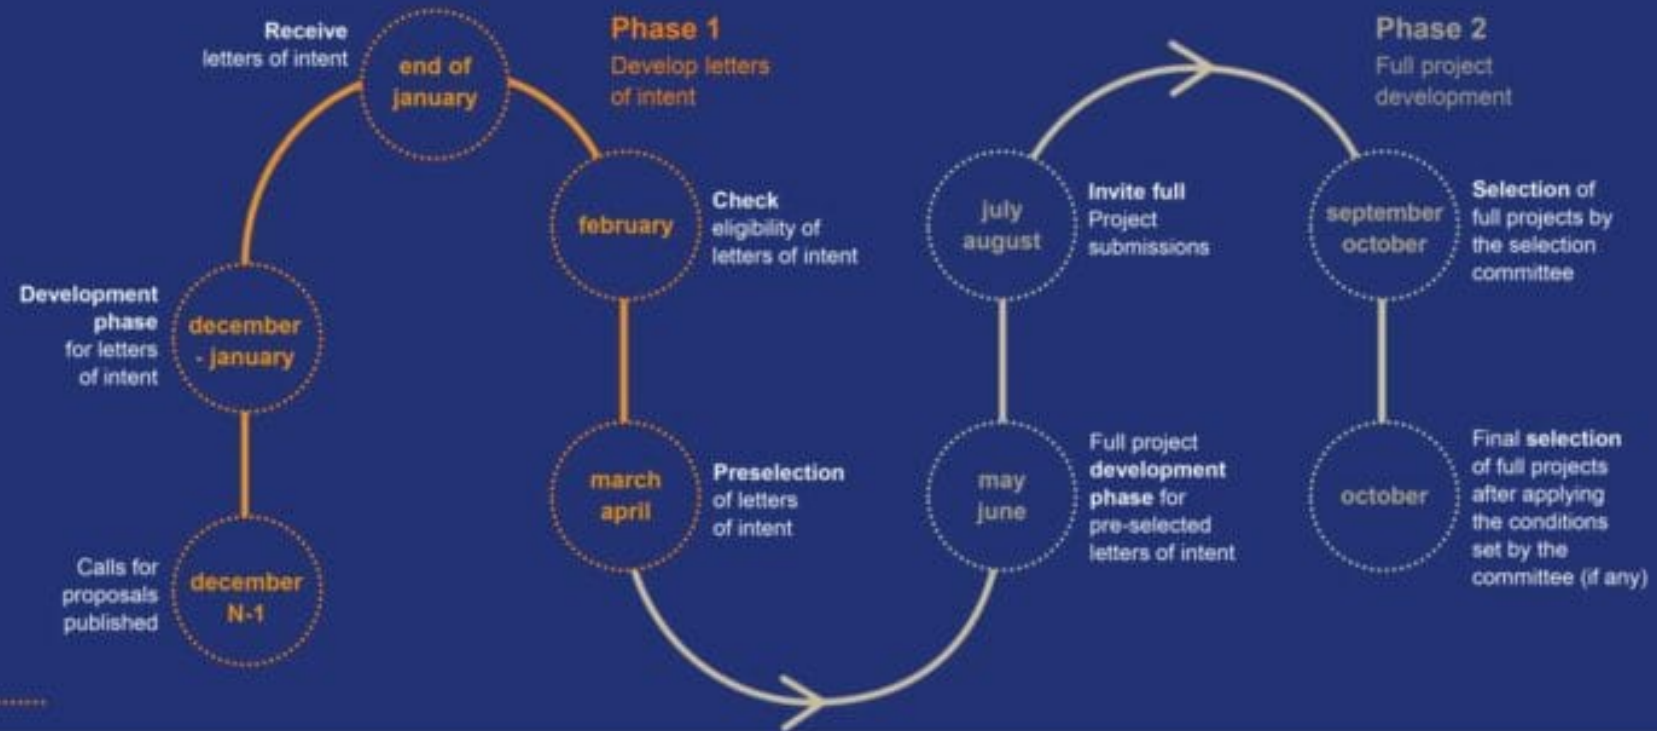 Phase 1
Develop letters
of intent
Calls for
proposals
published
december
N-1
Development
phase
for letters
of intent
december
- january
Receive
letters of intent
end of
january
february
Check
eligibility of
letters of intent
march
april
Preselection
of letters
of intent
Phase 2
Full project
development
may
june
Full project
development
phase for
pre-selected
letters of intent
july
august
Invite full
Project
submissions
september
october
Selection of
full projects by
the selection
committee
october
Final selection
of full projects
after applying
the conditions
set by the
committee (if any)